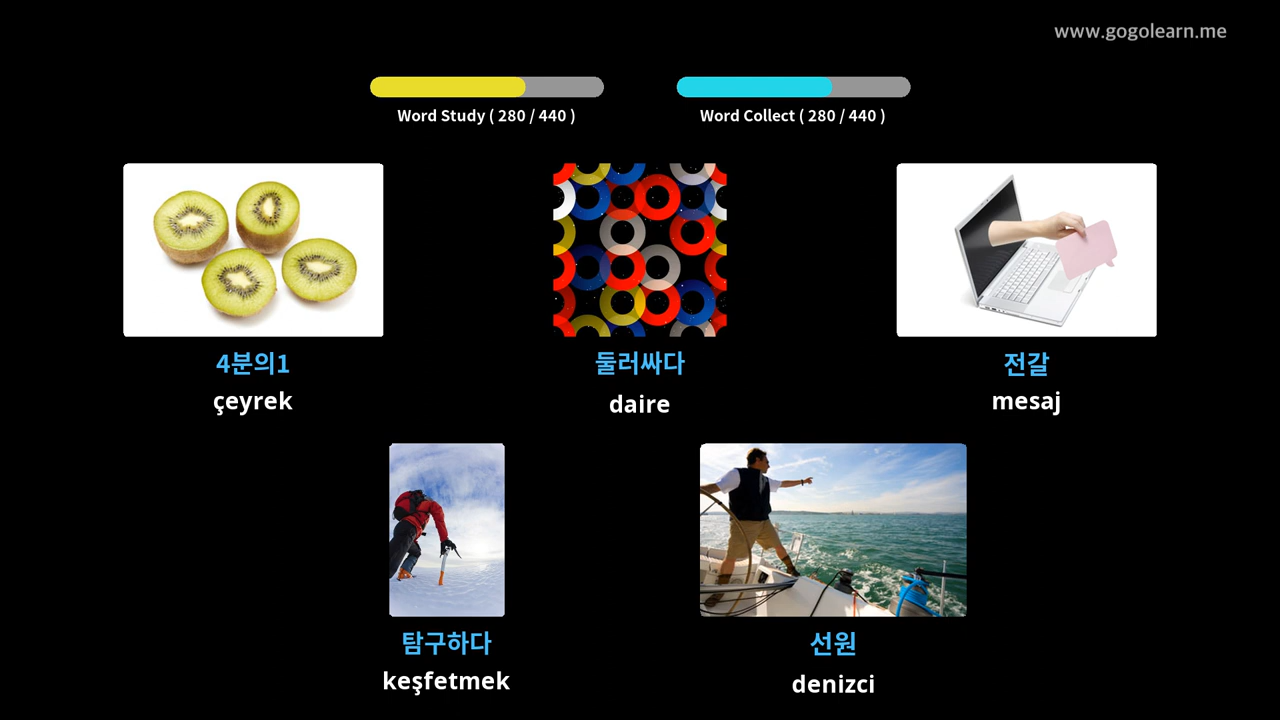 www.gogolearn.me
Word Study ( 280 / 440 )
Word Collect ( 280 / 440 )
4분의1
çeyrek
둘러싸다
daire
전갈
mesaj
탐구하다
keşfetmek
선원
denizci